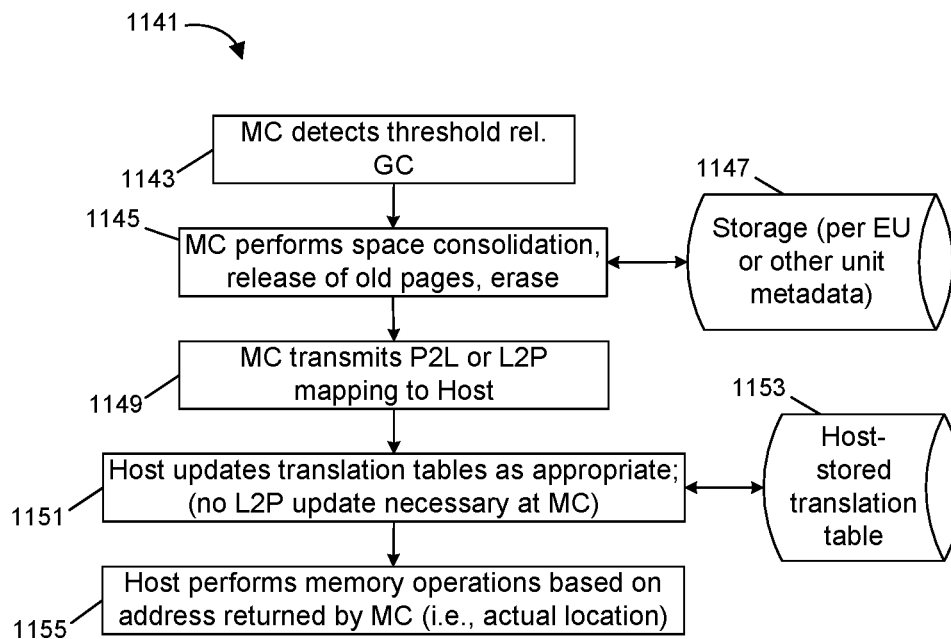 1141
MC detects threshold rel.
GC
1143
1145
MC performs space consolidation,
release of old pages, erase
1147
Storage (per EU
or other unit
metadata)
MC transmits P2L or L2P
mapping to Host
1149
1153
Host-
stored
translation
table
Host updates translation tables as appropriate;
(no L2P update necessary at MC)
1151
Host performs memory operations based on
address returned by MC (i.e., actual location)
1155